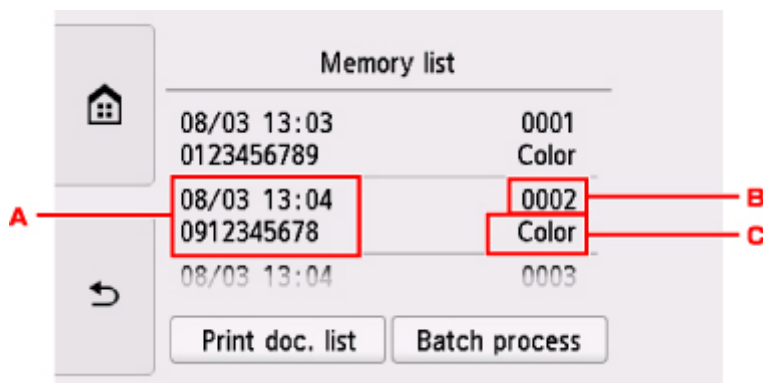 Memory list
08/03 13:03 0001
0123456789 Color
08/03 13:04 0002 B
A 0912345678 Color C
08/03 13:04 0003
Print doc. list Batch process